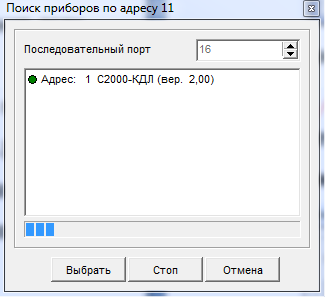 Поиск приборов по адресу 11
Последовательный порт 16
Адрес: 1 С2000-КДЛ (вер. 2,00)
Выбрать Стоп Отмена